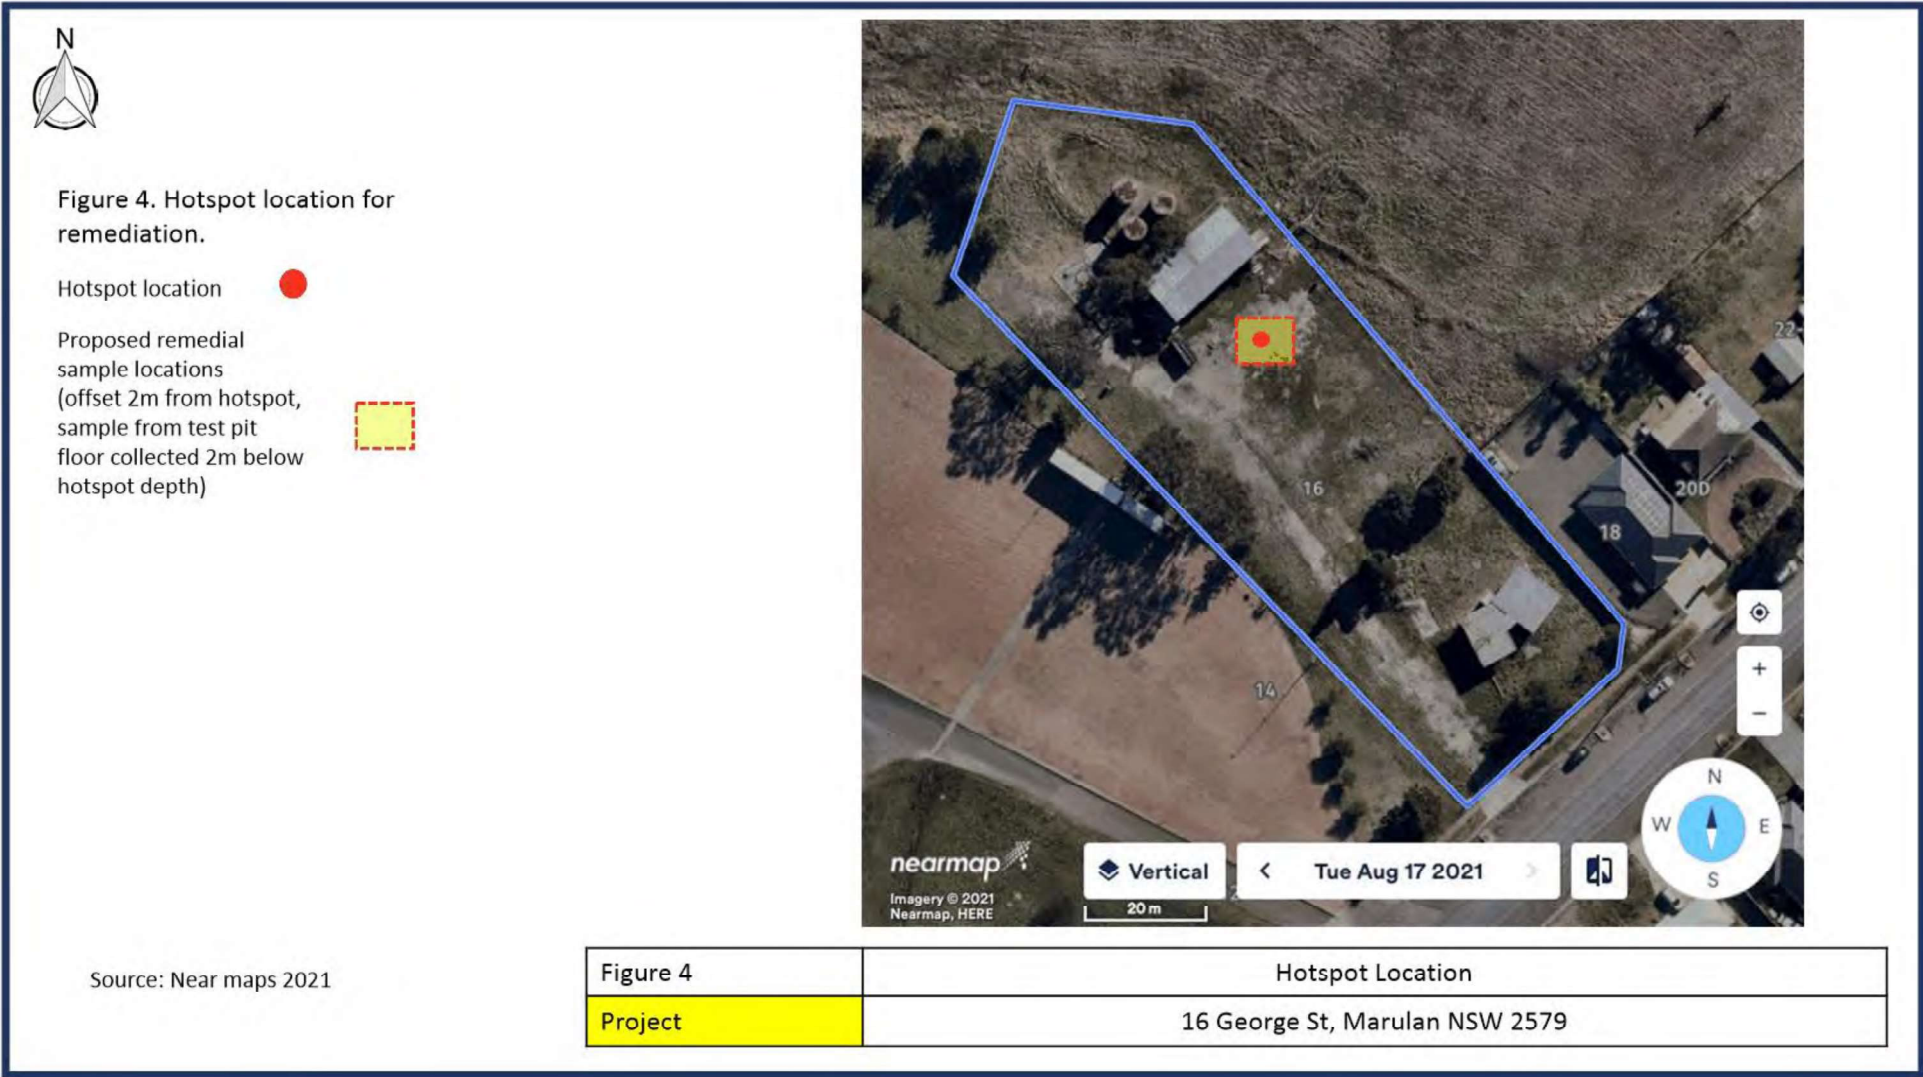 N
Figure 4. Hotspot location for
remediation.
Hotspot location
Proposed remedial
sample locations
(offset 2m from hotspot,
sample from test pit
floor collected 2m below
hotspot depth)
22
20D
18
16
14
+
−
N
W E
S
nearmap
Imagery © 2021
Nearmap, HERE
Vertical
< Tue Aug 17 2021 >
20 m
Source: Near maps 2021
Figure 4 Hotspot Location
Project 16 George St, Marulan NSW 2579